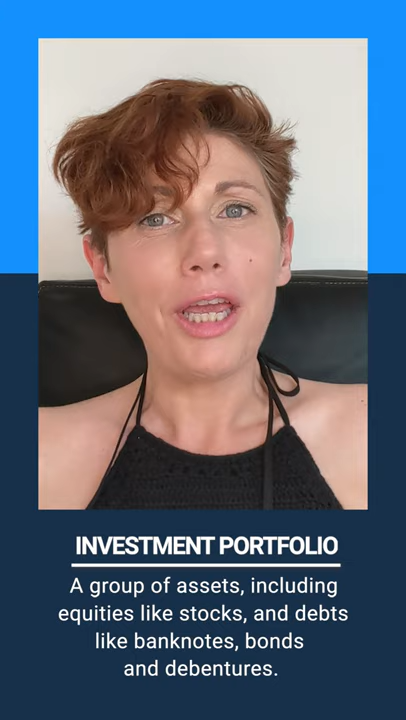 INVESTMENT PORTFOLIO
A group of assets, including
equities like stocks, and debts
like banknotes, bonds
and debentures.